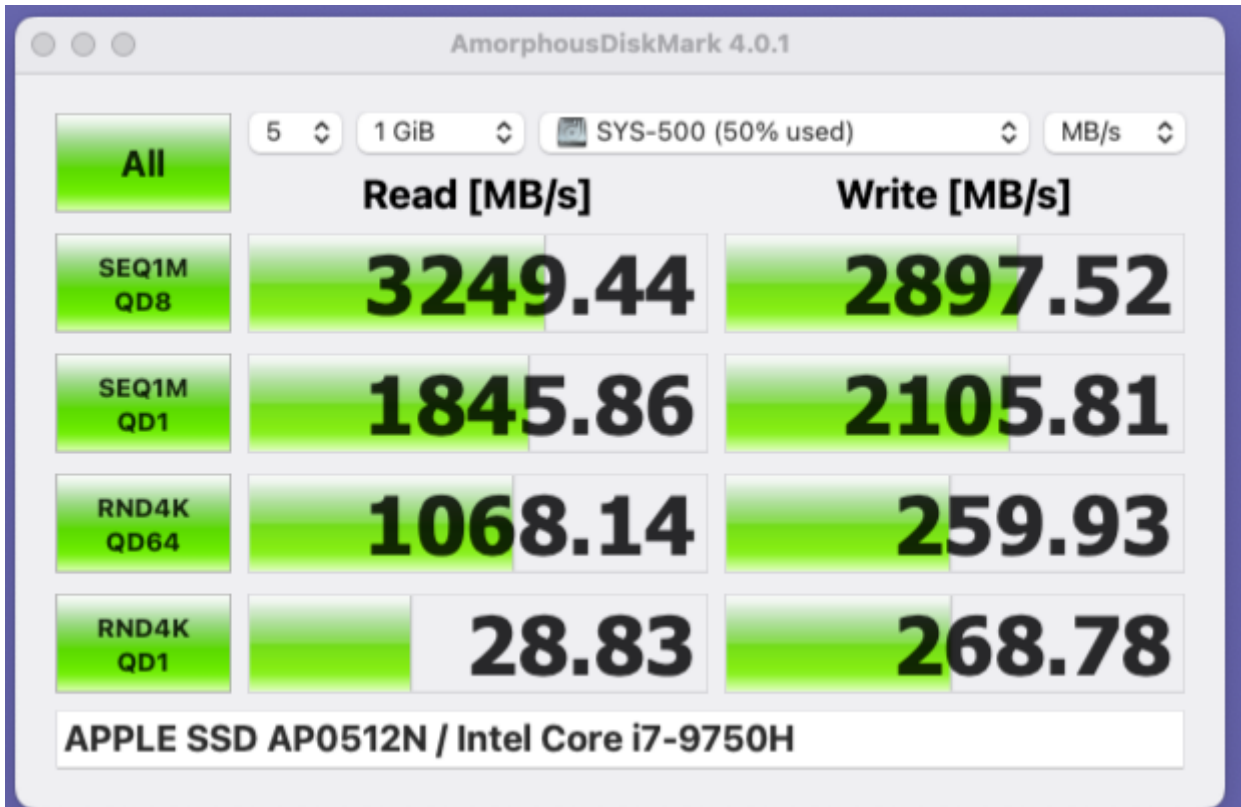 AmorphousDiskMark 4.0.1
All
5 1 GiB SYS-500 (50% used) MB/s
Read [MB/s] Write [MB/s]
SEQ1M
QD8
3249.44 2897.52
SEQ1M
QD1
1845.86 2105.81
RND4K
QD64
1068.14 259.93
RND4K
QD1
28.83 268.78
APPLE SSD AP0512N / Intel Core i7-9750H